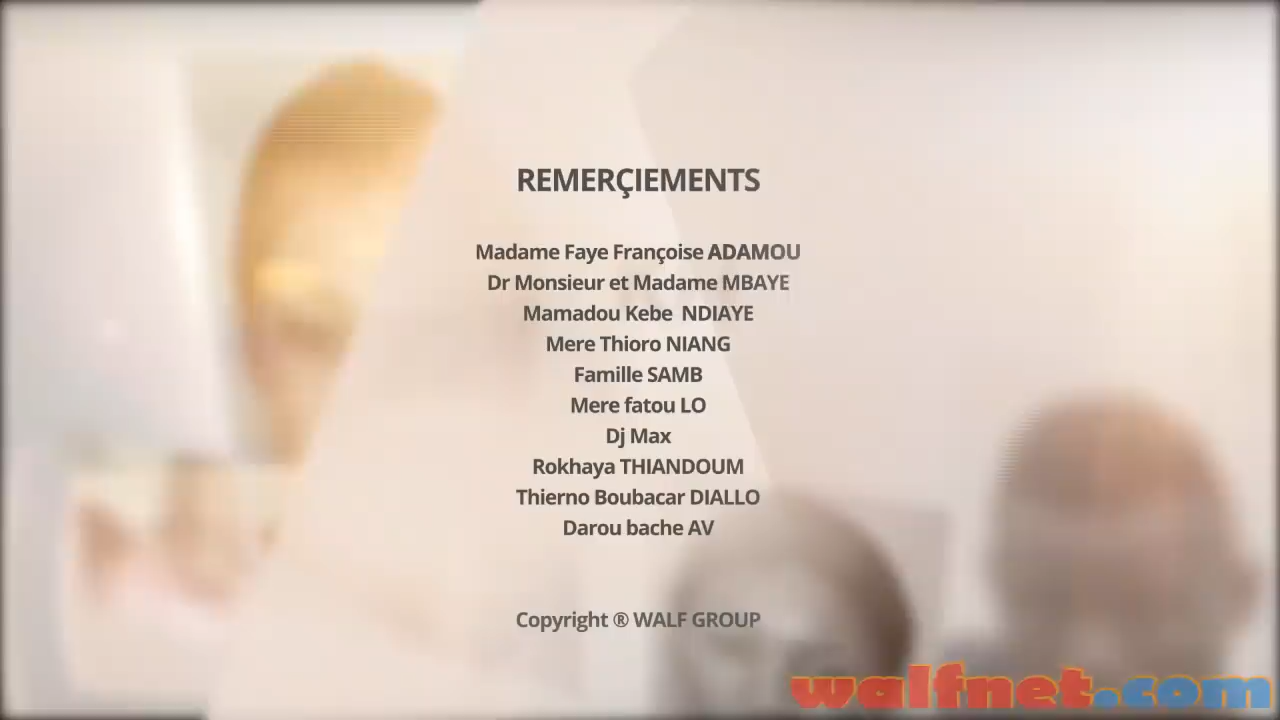 REMERÇIEMENTS
Madame Faye Françoise ADAMOU
Dr Monsieur et Madame MBAYE
Mamadou Kebe NDIAYE
Mere Thioro NIANG
Famille SAMB
Mere fatou LO
Dj Max
Rokhaya THIANDOUM
Thierno Boubacar DIALLO
Darou bache AV
Copyright ® WALF GROUP
walfnet.com